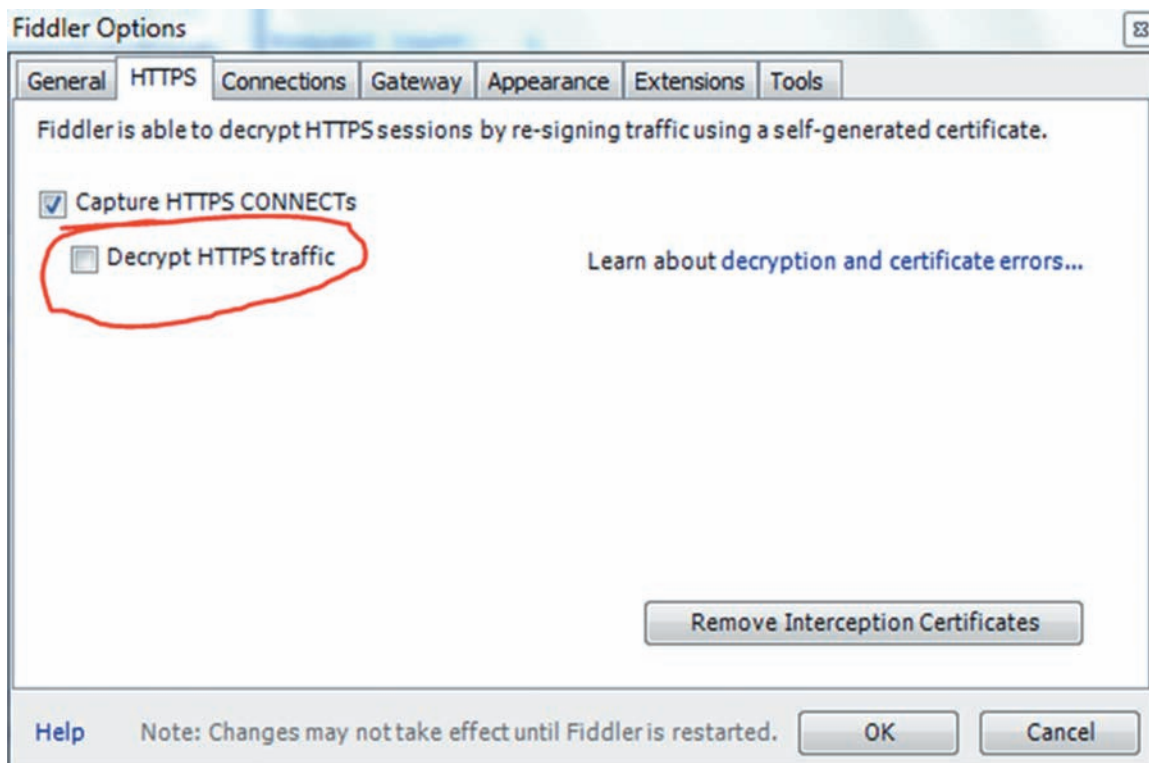 Fiddler Options
General HTTPS Connections Gateway Appearance Extensions Tools
Fiddler is able to decrypt HTTPS sessions by re-signing traffic using a self-generated certificate.
Capture HTTPS CONNECTs
Decrypt HTTPS traffic
Learn about decryption and certificate errors...
Remove Interception Certificates
Help Note: Changes may not take effect until Fiddler is restarted. OK Cancel